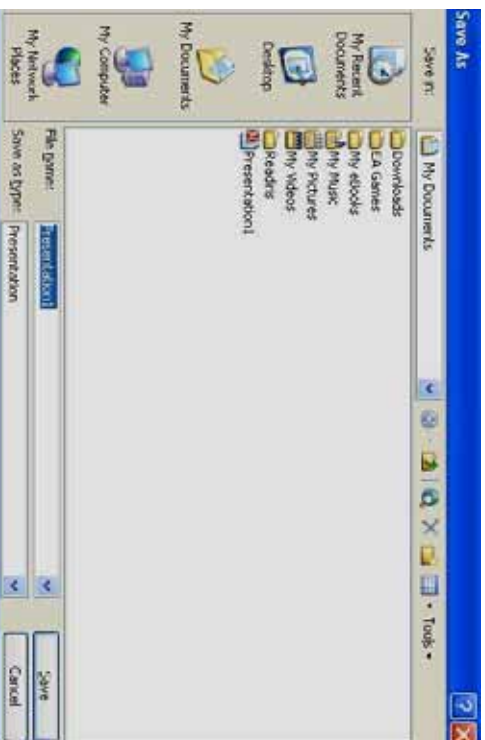 Save As
Save in:
My Documents
Tools
My Recent
Documents
Desktop
My Documents
My Computer
My Network
Places
Downloads
EA Games
My eBooks
My Music
My Pictures
My Videos
Readiris
Presentation1
File name:
Presentation1
Save
Save as type:
Presentation
Cancel